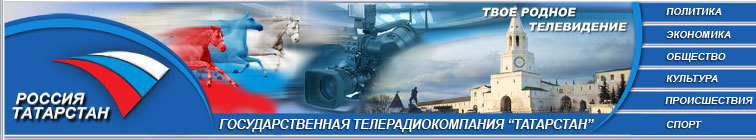 РОССИЯ
ТАТАРСТАН
ТВОЕ РОДНОЕ
ТЕЛЕВИДЕНИЕ
ГОСУДАРСТВЕННАЯ ТЕЛЕРАДИОКОМПАНИЯ “ТАТАРСТАН”
ПОЛИТИКА
ЭКОНОМИКА
ОБЩЕСТВО
КУЛЬТУРА
ПРОИСШЕСТВИЯ
СПОРТ